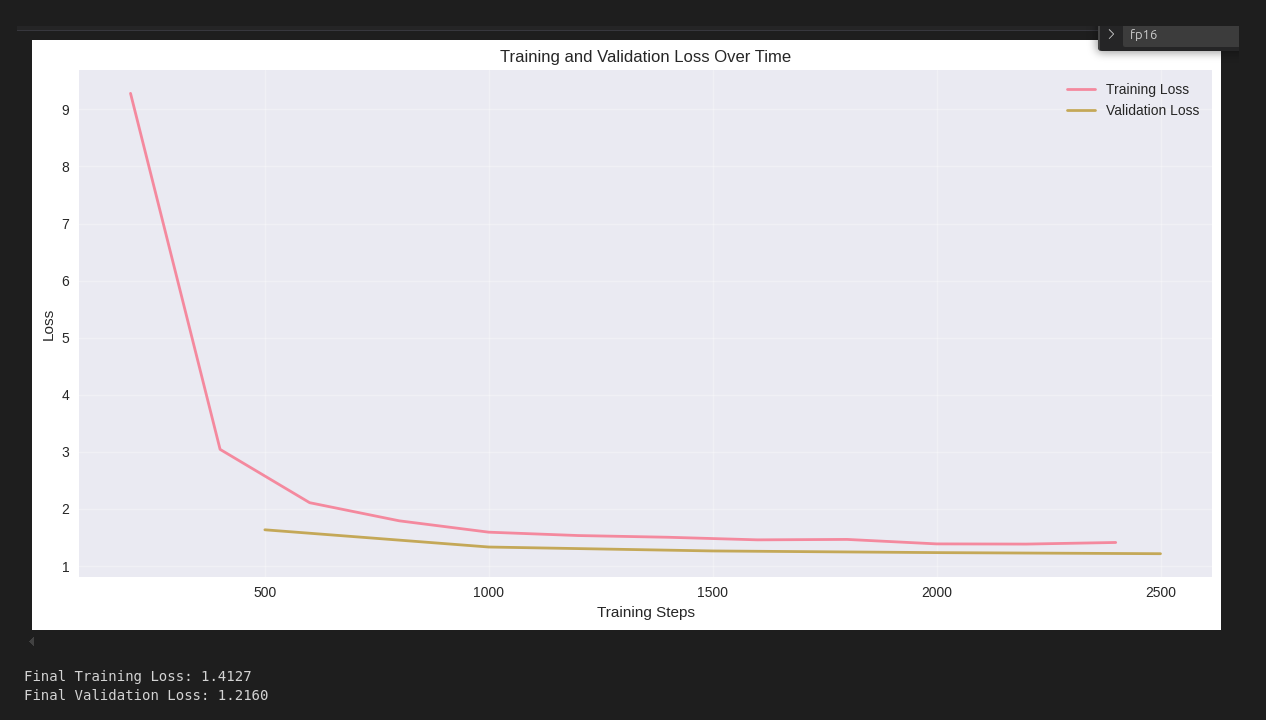 fp16
Training and Validation Loss Over Time
Training Loss
Validation Loss
9
8
7
6
5
4
3
2
1
Loss
500
1000
1500
2000
2500
Training Steps
Final Training Loss: 1.4127
Final Validation Loss: 1.2160